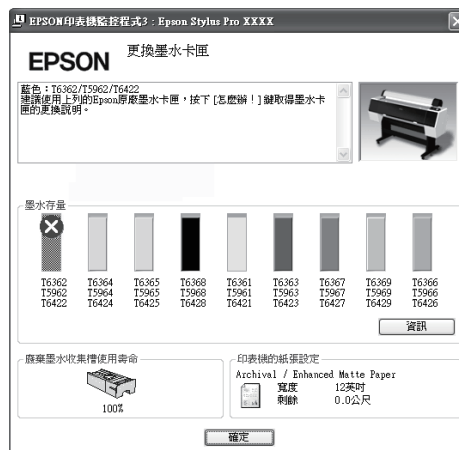 EPSON印表機監控程式3 : Epson Stylus Pro XXXX
EPSON
更換墨水卡匣
藍色：T6362/T5962/T6422
建議使用上列的Epson原廠墨水卡匣，按下 [怎麼辦！] 鍵取得墨水卡
匣的更換說明。
墨水存量
T6362 T6364 T6365 T6368 T6361 T6363 T6367 T6369 T6366
T5962 T5964 T5965 T5968 T5961 T5963 T5967 T5969 T5966
T6422 T6424 T6425 T6428 T6421 T6423 T6427 T6429 T6426
資訊
廢棄墨水收集槽使用壽命
100%
印表機的紙張設定
Archival / Enhanced Matte Paper
寬度 12英吋
剩餘 0.0公尺
確定